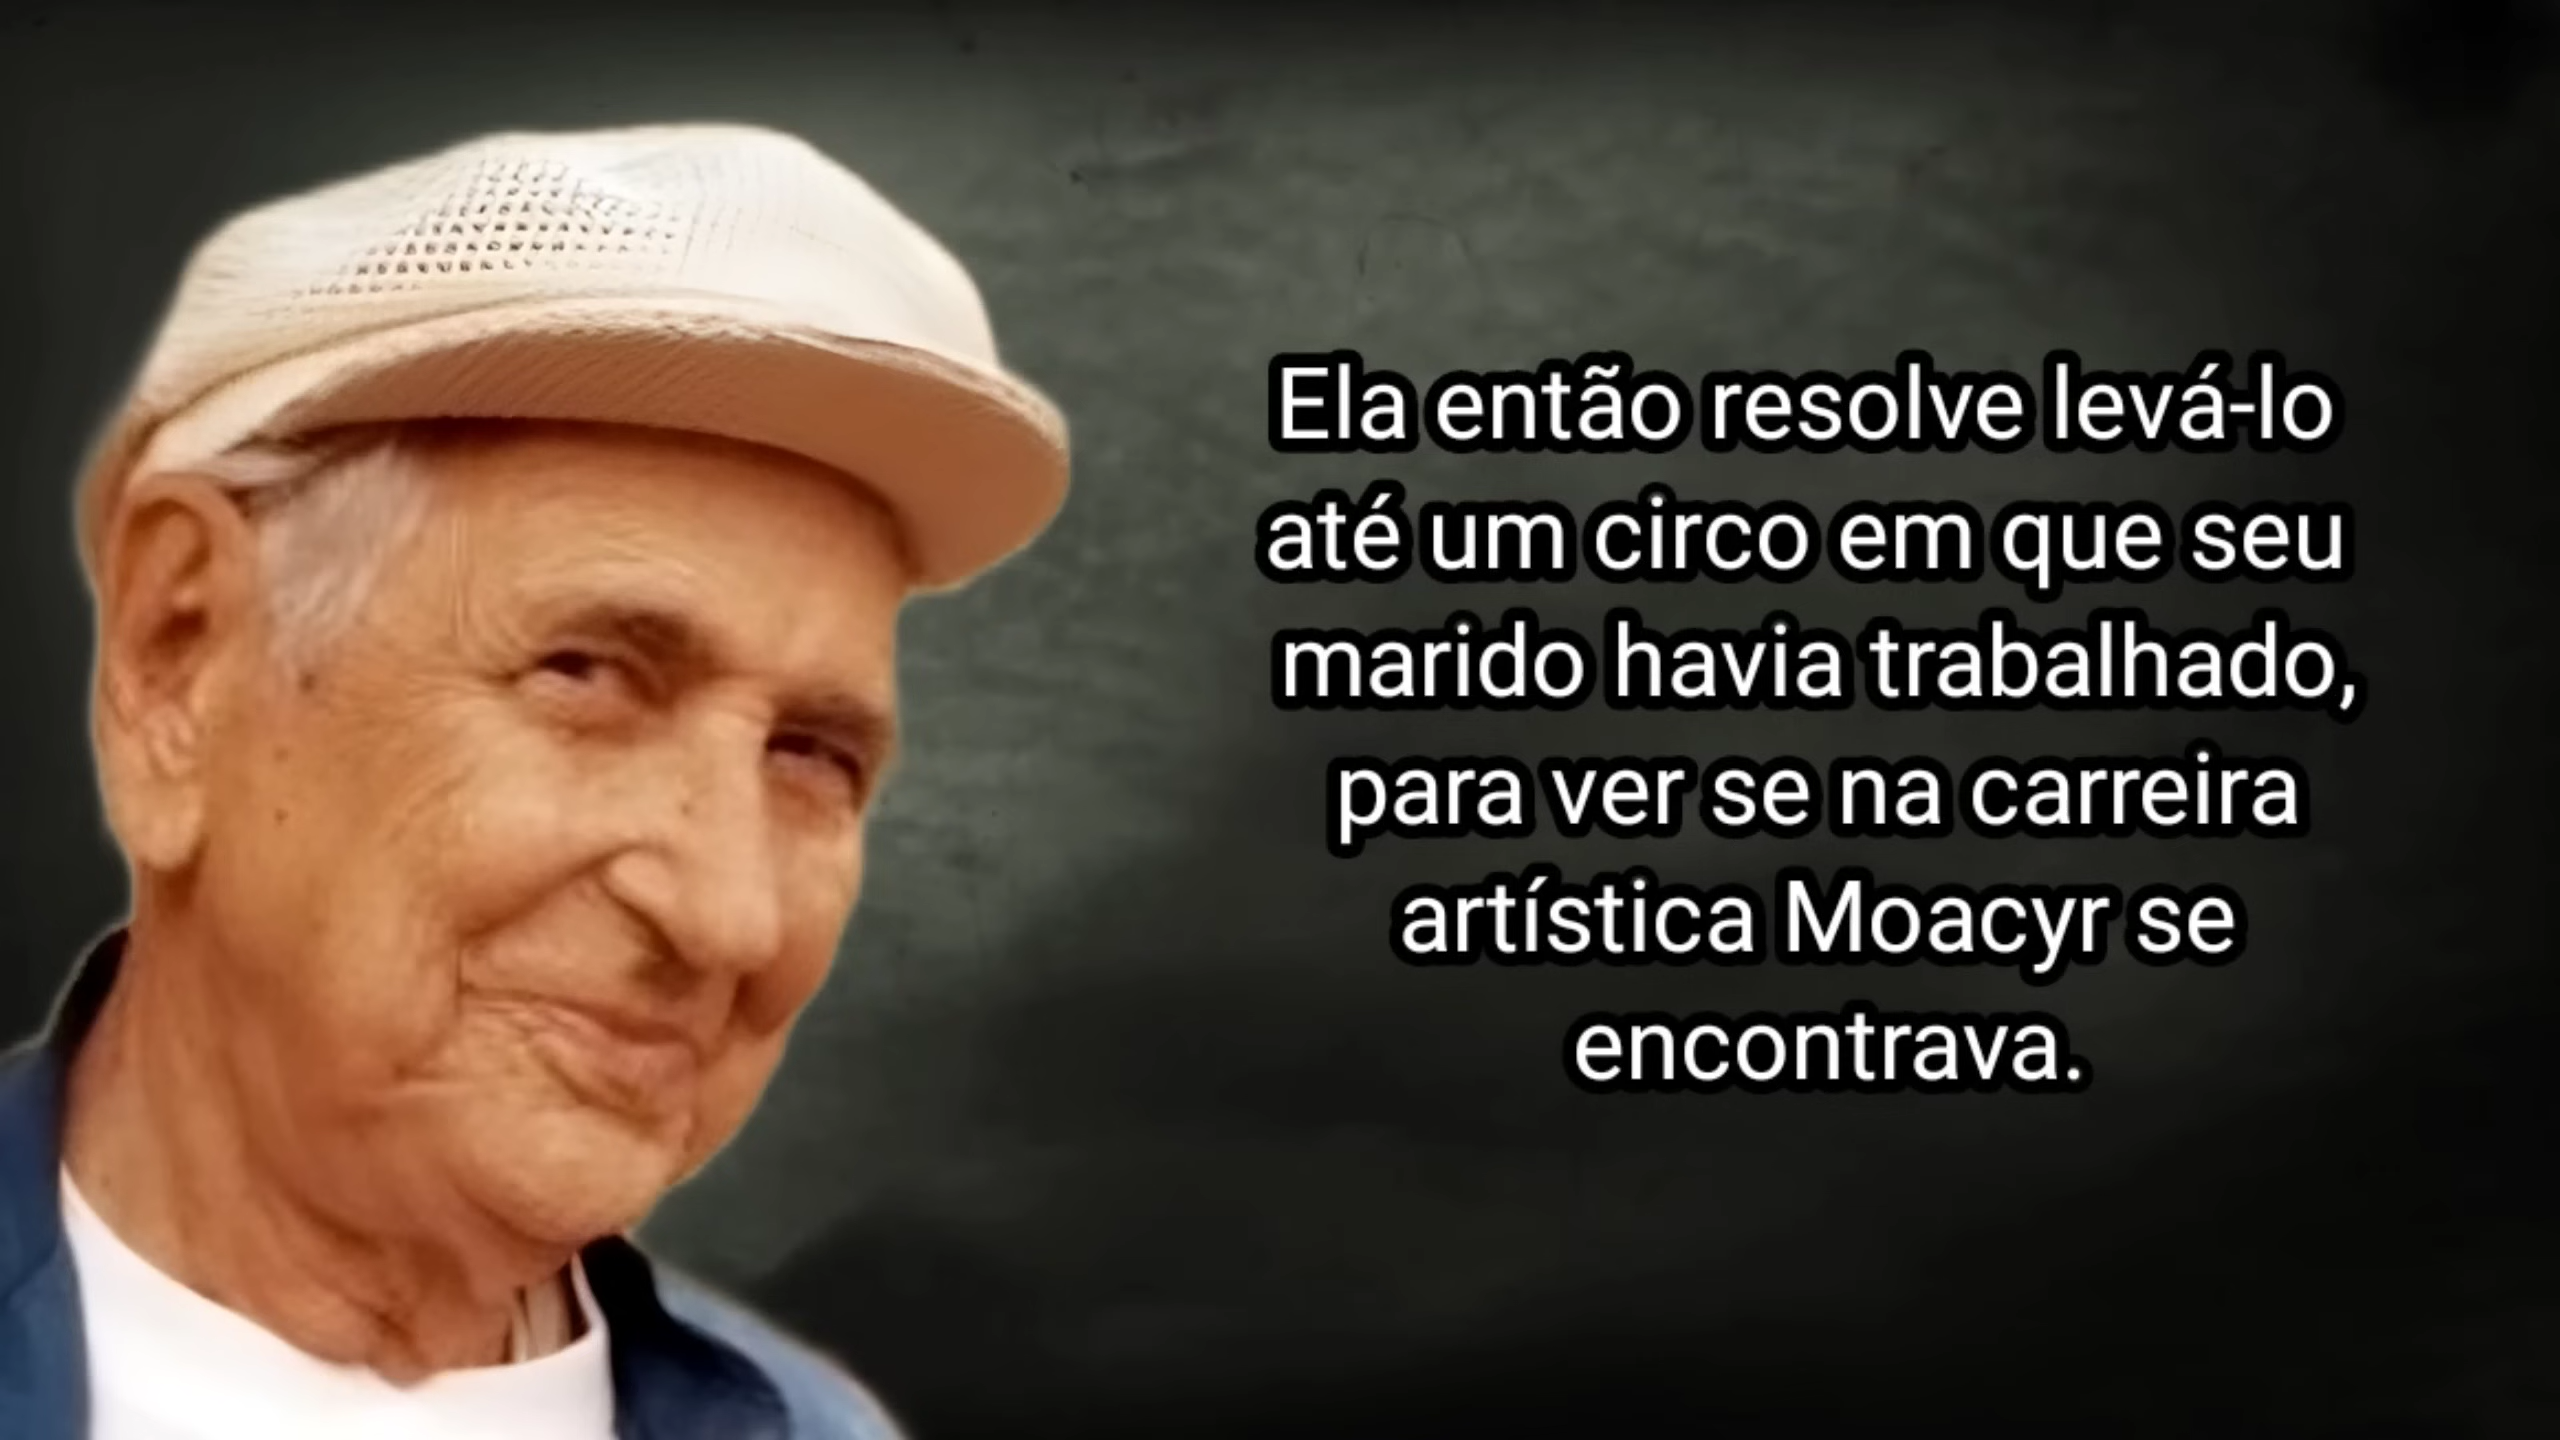 Ela então resolve levá-lo
até um circo em que seu
marido havia trabalhado,
para ver se na carreira
artística Moacyr se
encontrava.